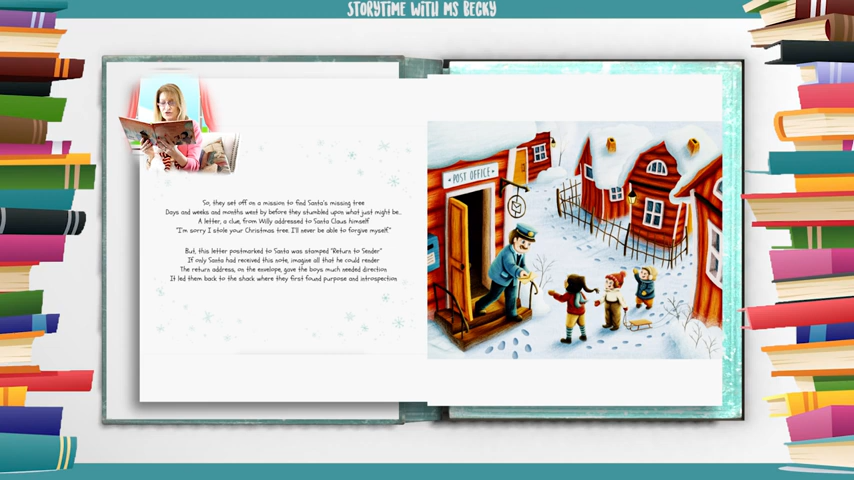 STORYTIME WITH MS BECKY
So, they set off on a mission to find Santa's missing tree
Days and weeks and months went by before they stumbled upon what just might be..
A letter, a clue, from Willy addressed to Santa Claus himself
"I'm sorry I stole your Christmas tree. I'll never be able to forgive myself."
But, this letter postmarked to Santa was stamped "Return to Sender"
If only Santa had received this note, imagine all that he could render
The return address, on the envelope, gave the boys much needed direction
It led them back to the shack where they first found purpose and introspection
POST OFFICE